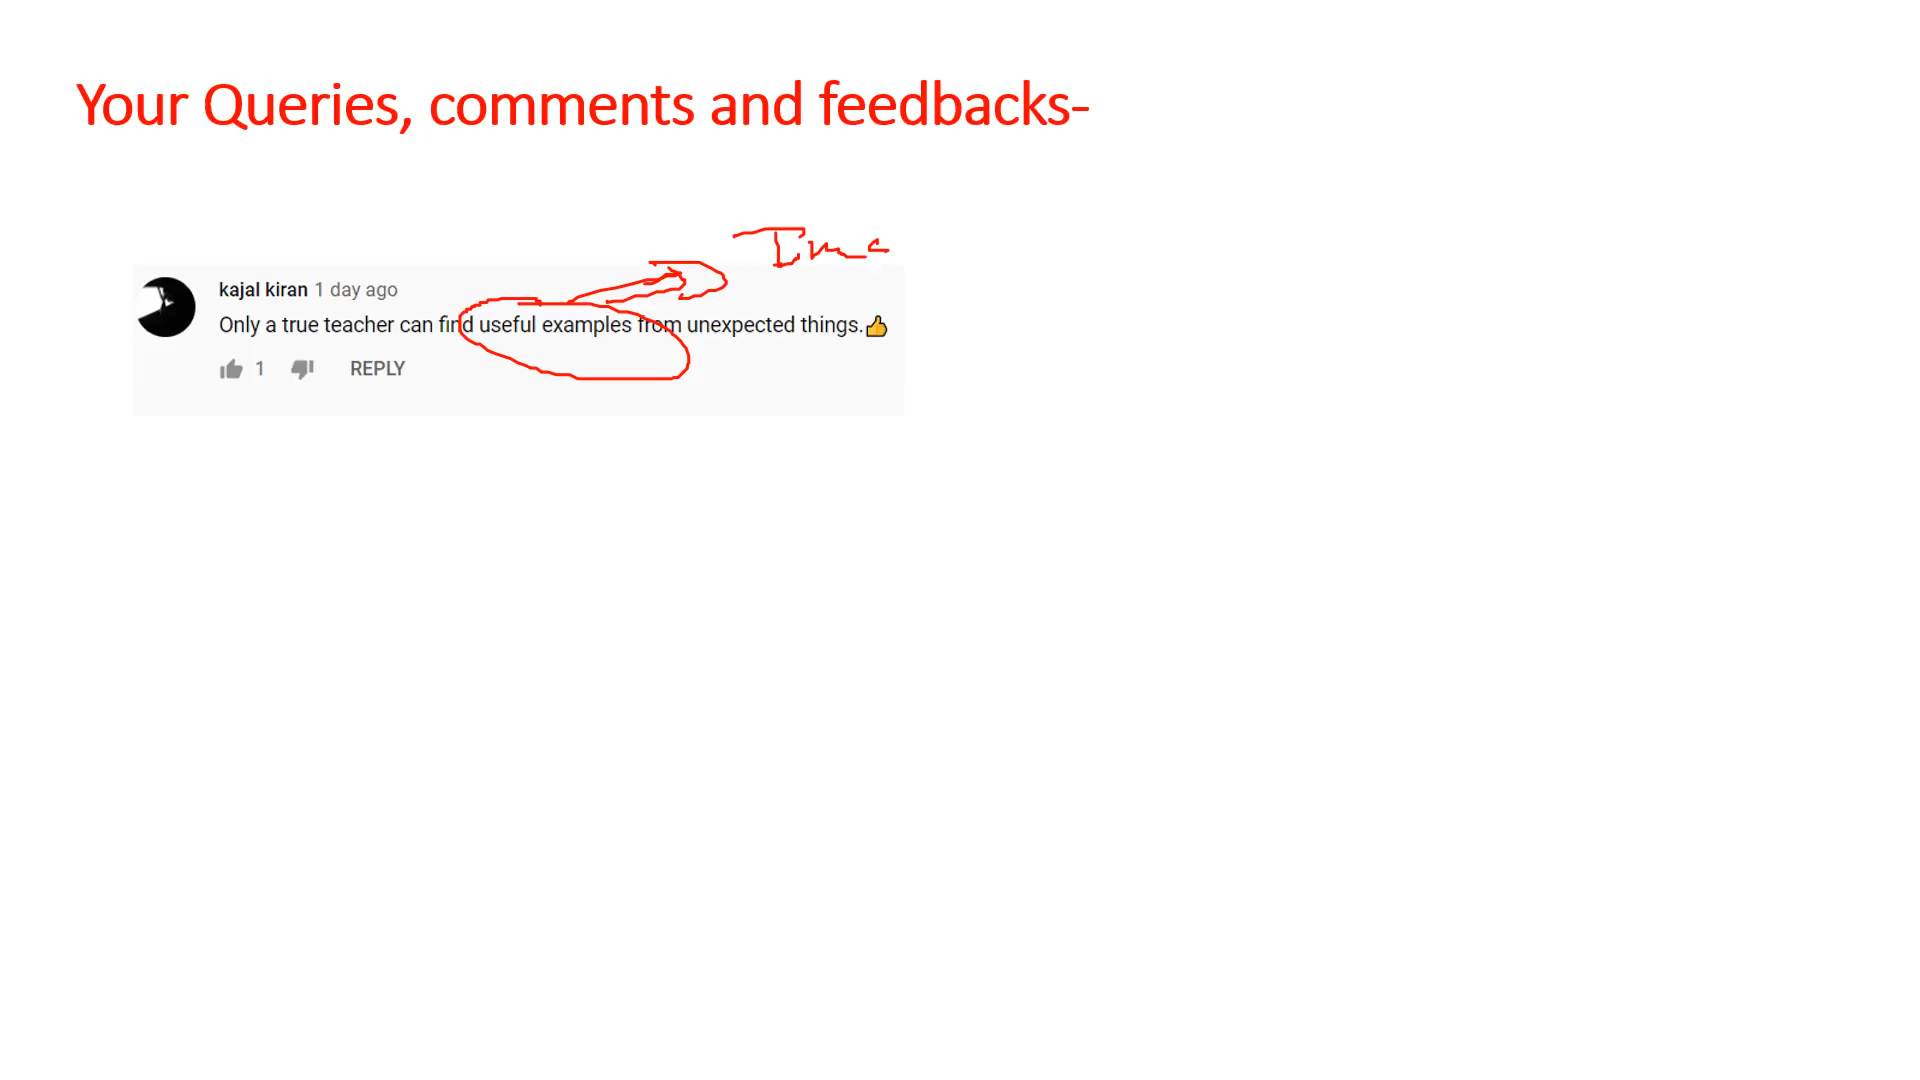 Your Queries, comments and feedbacks-
Time
kajal kiran 1 day ago
Only a true teacher can find useful examples from unexpected things.👍
1 REPLY